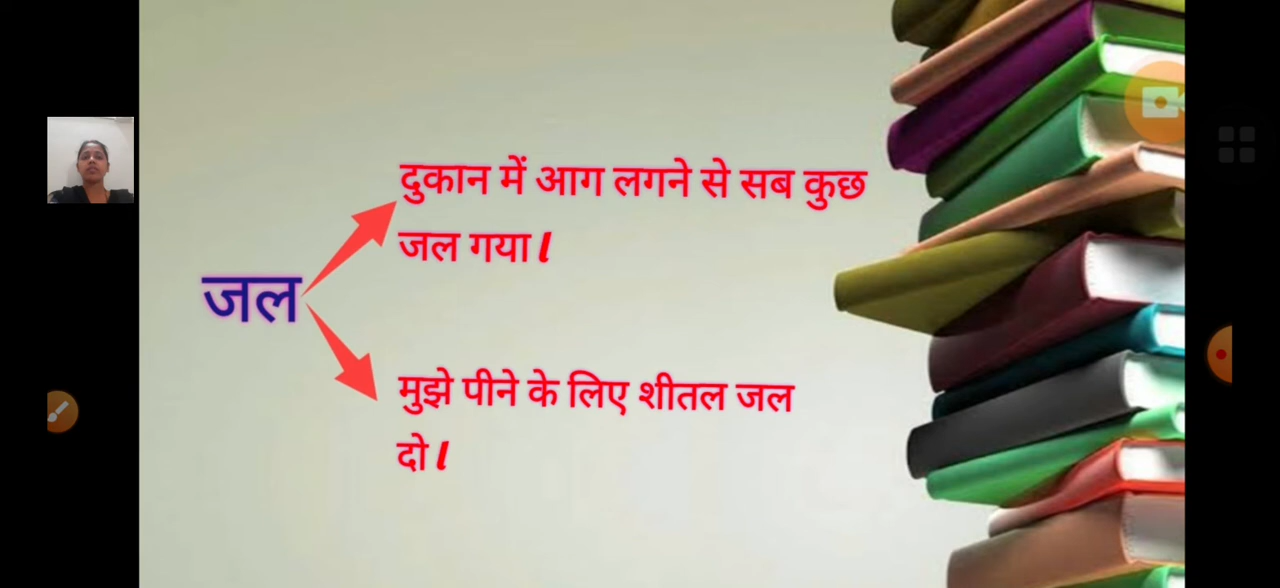 दुकान में आग लगने से सब कुछ
जल गया।
जल
मुझे पीने के लिए शीतल जल
दो।